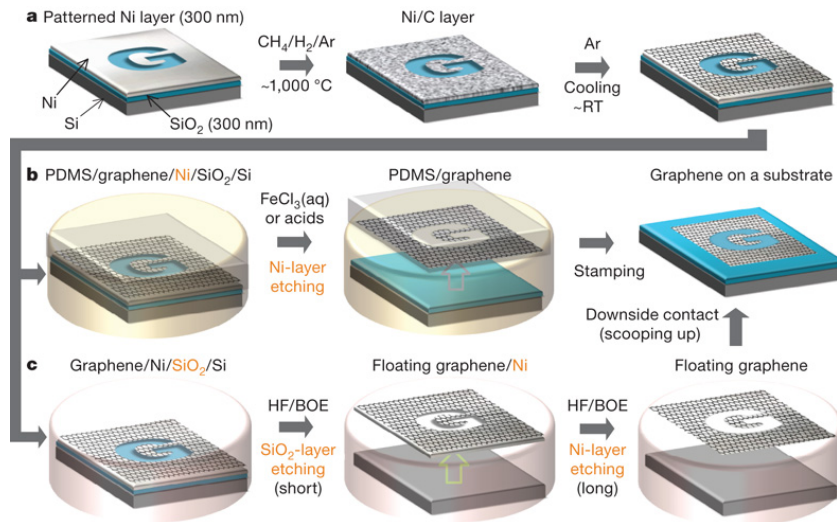 a Patterned Ni layer (300 nm)
Ni/C layer
CH₄/H₂/Ar
~1,000 °C
Ar
Cooling
~RT
Ni
Si
SiO₂ (300 nm)
b PDMS/graphene/Ni/SiO₂/Si
PDMS/graphene
Graphene on a substrate
FeCl₃(aq)
or acids
Ni-layer
etching
Stamping
Downside contact
(scooping up)
c Graphene/Ni/SiO₂/Si
Floating graphene/Ni
Floating graphene
HF/BOE
SiO₂-layer
etching
(short)
HF/BOE
Ni-layer
etching
(long)